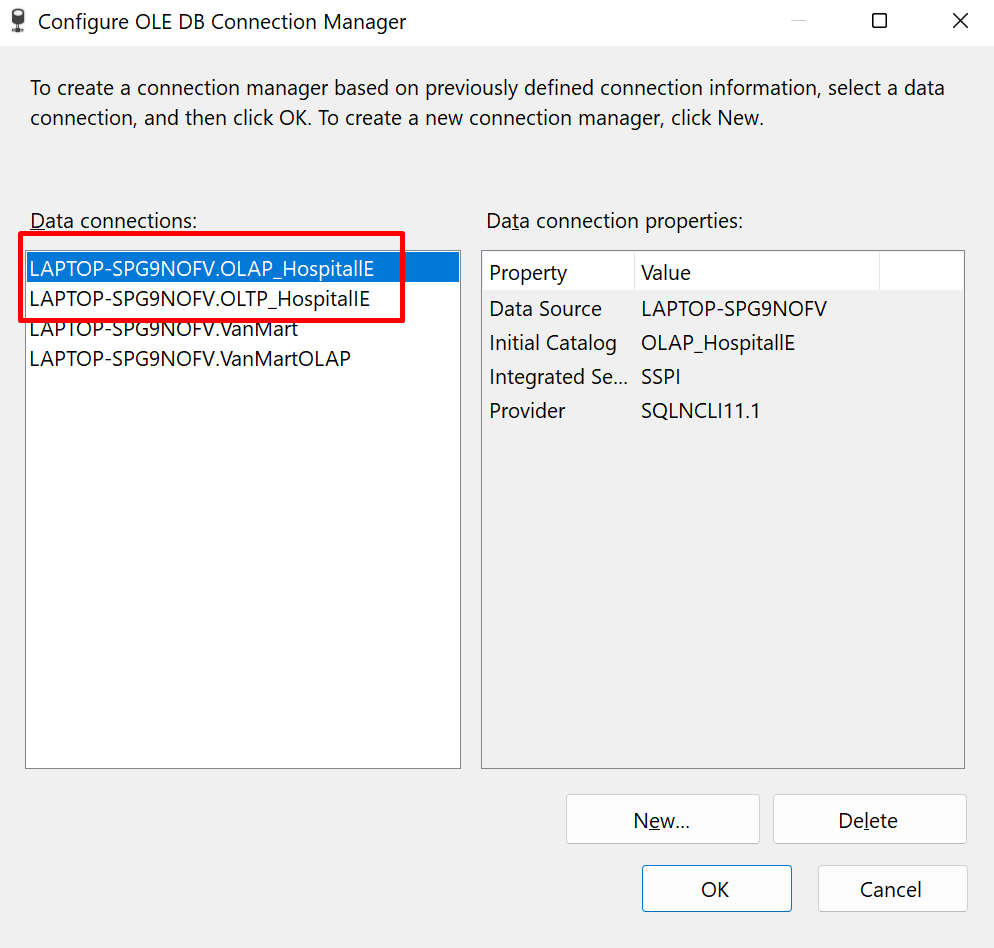 Configure OLE DB Connection Manager
To create a connection manager based on previously defined connection information, select a data
connection, and then click OK. To create a new connection manager, click New.
Data connections:
LAPTOP-SPG9NOFV.OLAP_HospitalIE
LAPTOP-SPG9NOFV.OLTP_HospitalIE
LAPTOP-SPG9NOFV.VanMart
LAPTOP-SPG9NOFV.VanMartOLAP
Data connection properties:
Property Value
Data Source LAPTOP-SPG9NOFV
Initial Catalog OLAP_HospitalIE
Integrated Se... SSPI
Provider SQLNCLI11.1
New... Delete
OK Cancel